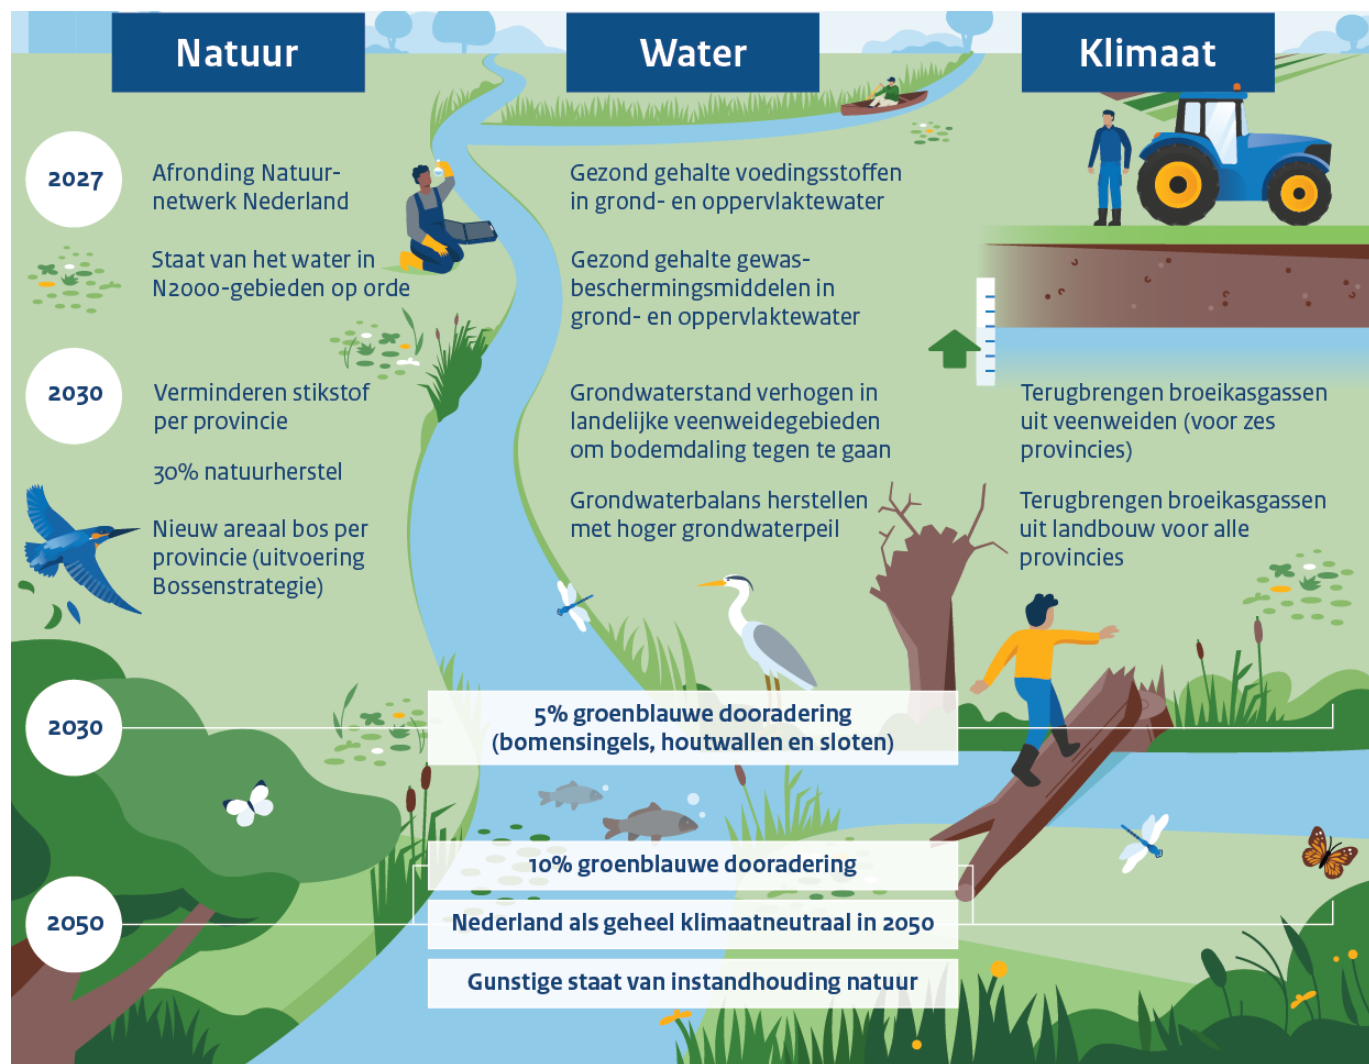 Natuur
Water
Klimaat
2027
Afronding Natuur-
netwerk Nederland
Staat van het water in
N2000-gebieden op orde
Gezond gehalte voedingsstoffen
in grond- en oppervlaktewater
Gezond gehalte gewas-
beschermingsmiddelen in
grond- en oppervlaktewater
2030
Verminderen stikstof
per provincie
30% natuurherstel
Nieuw areaal bos per
provincie (uitvoering
Bossenstrategie)
Grondwaterstand verhogen in
landelijke veenweidegebieden
om bodemdaling tegen te gaan
Grondwaterbalans herstellen
met hoger grondwaterpeil
Terugbrengen broeikasgassen
uit veenweiden (voor zes
provincies)
Terugbrengen broeikasgassen
uit landbouw voor alle
provincies
2030
5% groenblauwe dooradering
(bomensingels, houtwallen en sloten)
2050
10% groenblauwe dooradering
Nederland als geheel klimaatneutraal in 2050
Gunstige staat van instandhouding natuur